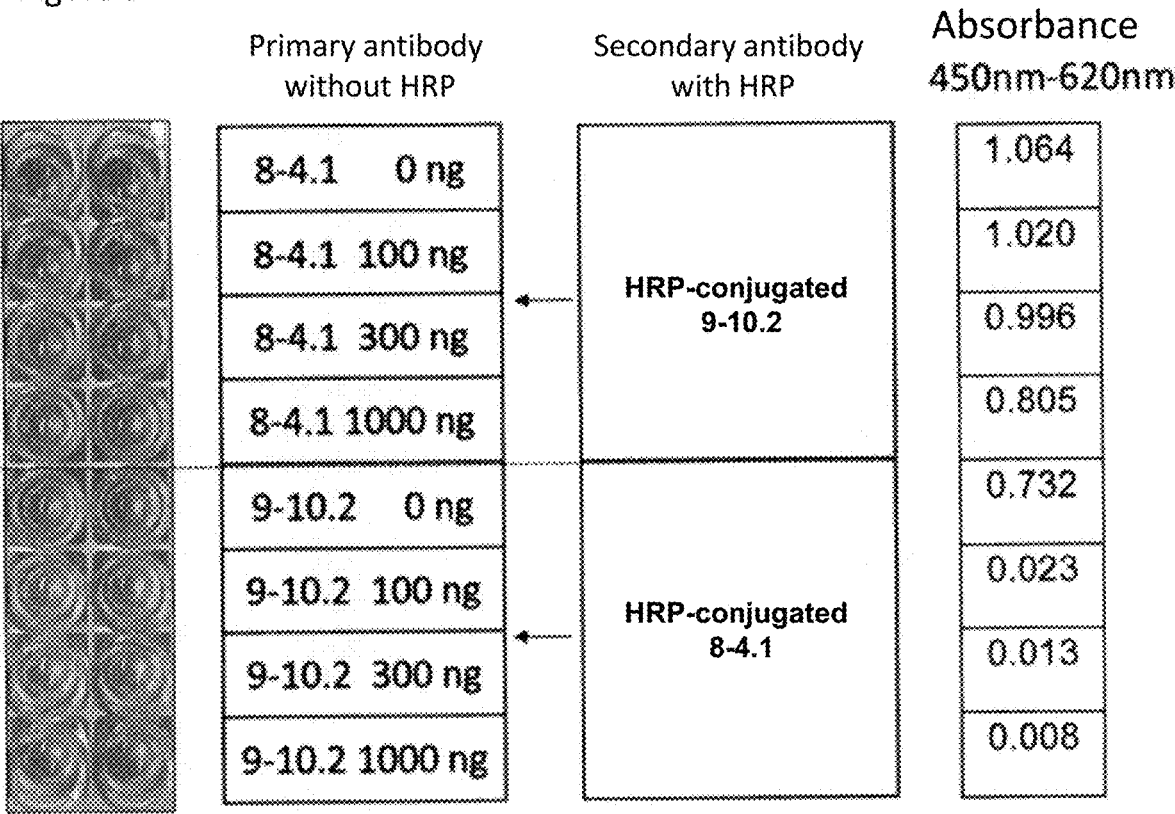 Primary antibody
without HRP
Secondary antibody
with HRP
Absorbance
450nm-620nm
8-4.1 0 ng
8-4.1 100 ng
8-4.1 300 ng
8-4.1 1000 ng
9-10.2 0 ng
9-10.2 100 ng
9-10.2 300 ng
9-10.2 1000 ng
HRP-conjugated
9-10.2
HRP-conjugated
8-4.1
1.064
1.020
0.996
0.805
0.732
0.023
0.013
0.008